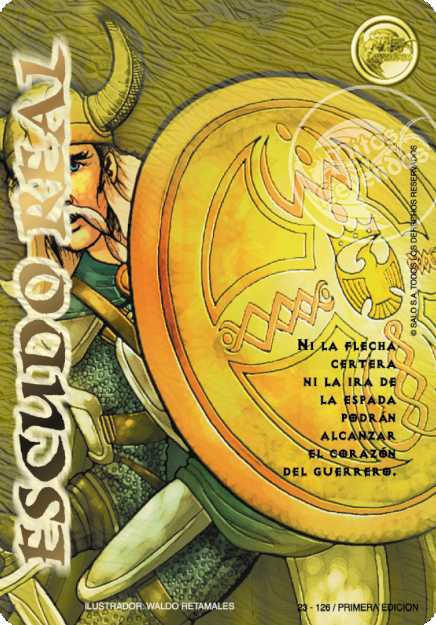 ESCUDO REAL
NI LA FLECHA
CERTERA
NI LA IRA DE
LA ESPADA
PODRÁN
ALCANZAR
EL CORAZÓN
DEL GUERRERO.
© SALO S.A. TODOS LOS DERECHOS RESERVADOS
ILUSTRADOR: WALDO RETAMALES
23 - 126 / PRIMERA EDICION